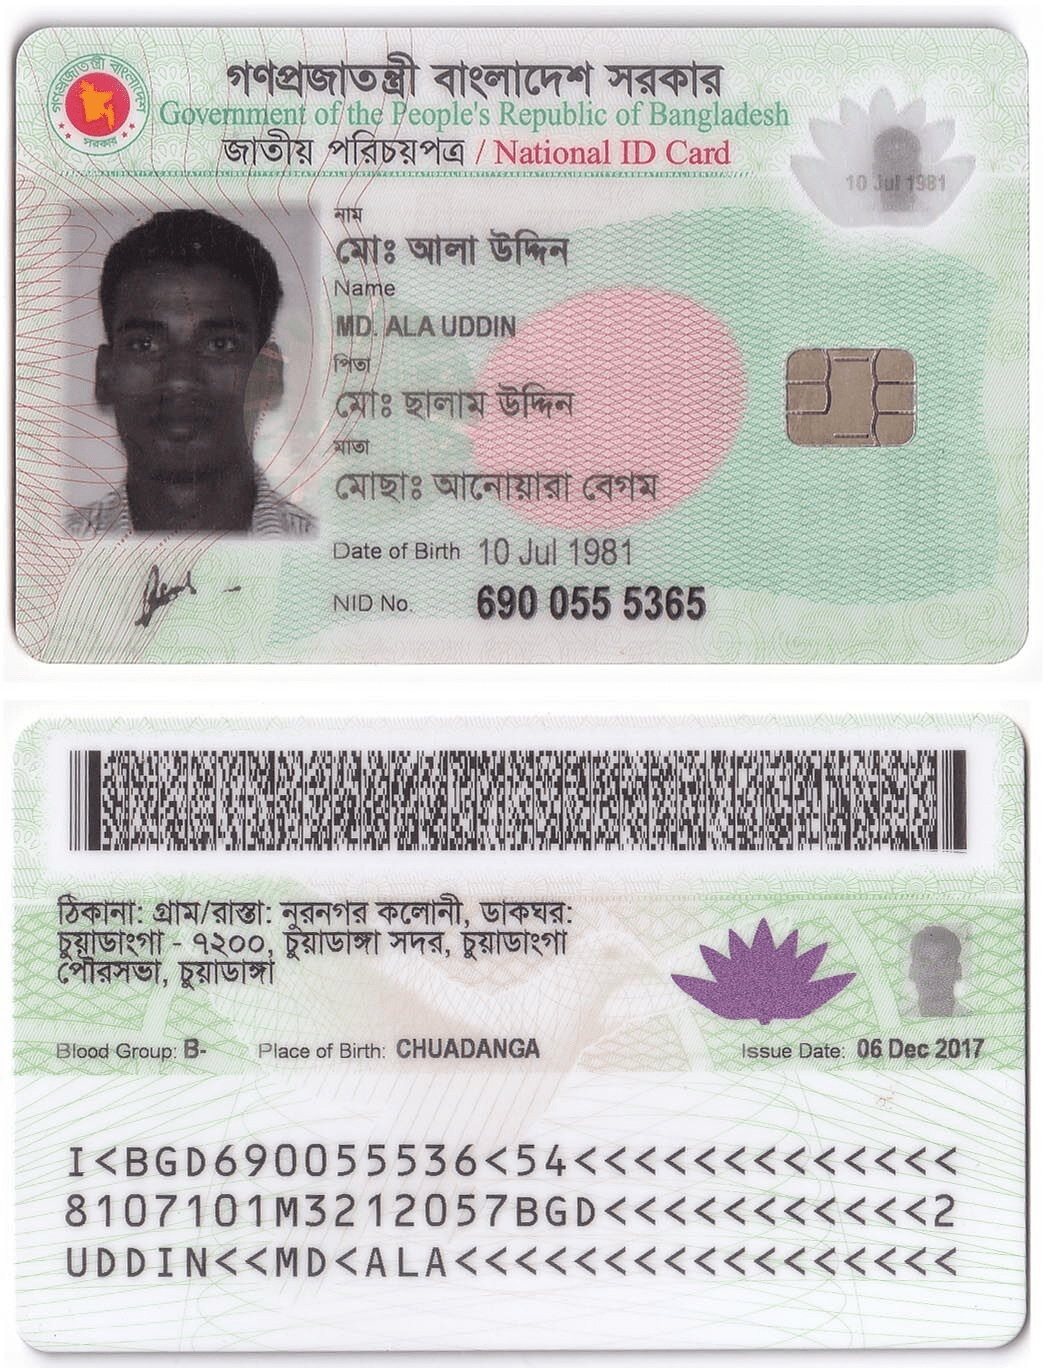 গণপ্রজাতন্ত্রী বাংলাদেশ সরকার
গণপ্রজাতন্ত্রী বাংলাদেশ
সরকার
Government of the People's Republic of Bangladesh
জাতীয় পরিচয়পত্র / National ID Card
10 Jul 1981
নাম
মোঃ আলা উদ্দিন
Name
MD. ALA UDDIN
পিতা
মোঃ ছালাম উদ্দিন
মাতা
মোছাঃ আনোয়ারা বেগম
Date of Birth 10 Jul 1981
NID No. 690 055 5365
ঠিকানা: গ্রাম/রাস্তা: নুরনগর কলোনী, ডাকঘর:
চুয়াডাংগা - ৭২০০, চুয়াডাঙ্গা সদর, চুয়াডাংগা
পৌরসভা, চুয়াডাঙ্গা
Blood Group: B- Place of Birth: CHUADANGA Issue Date: 06 Dec 2017
I<BGD690055536<54<<<<<<<<<<<<<
8107101M3212057BGD<<<<<<<<<<<2
UDDIN<<MD<ALA<<<<<<<<<<<<<<<<<